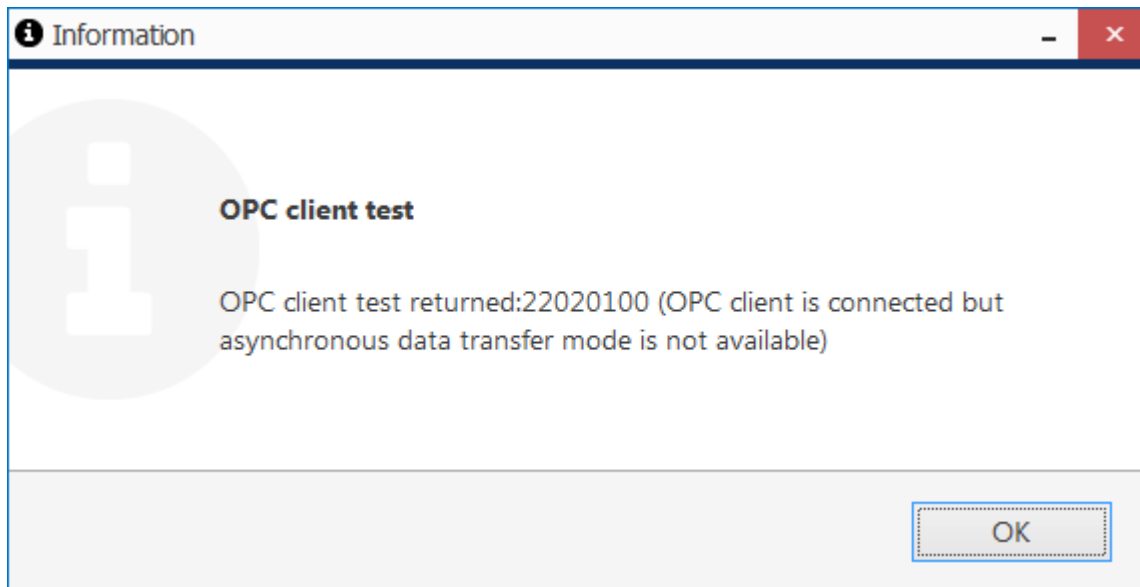 Information
OPC client test
OPC client test returned:22020100 (OPC client is connected but
asynchronous data transfer mode is not available)
OK